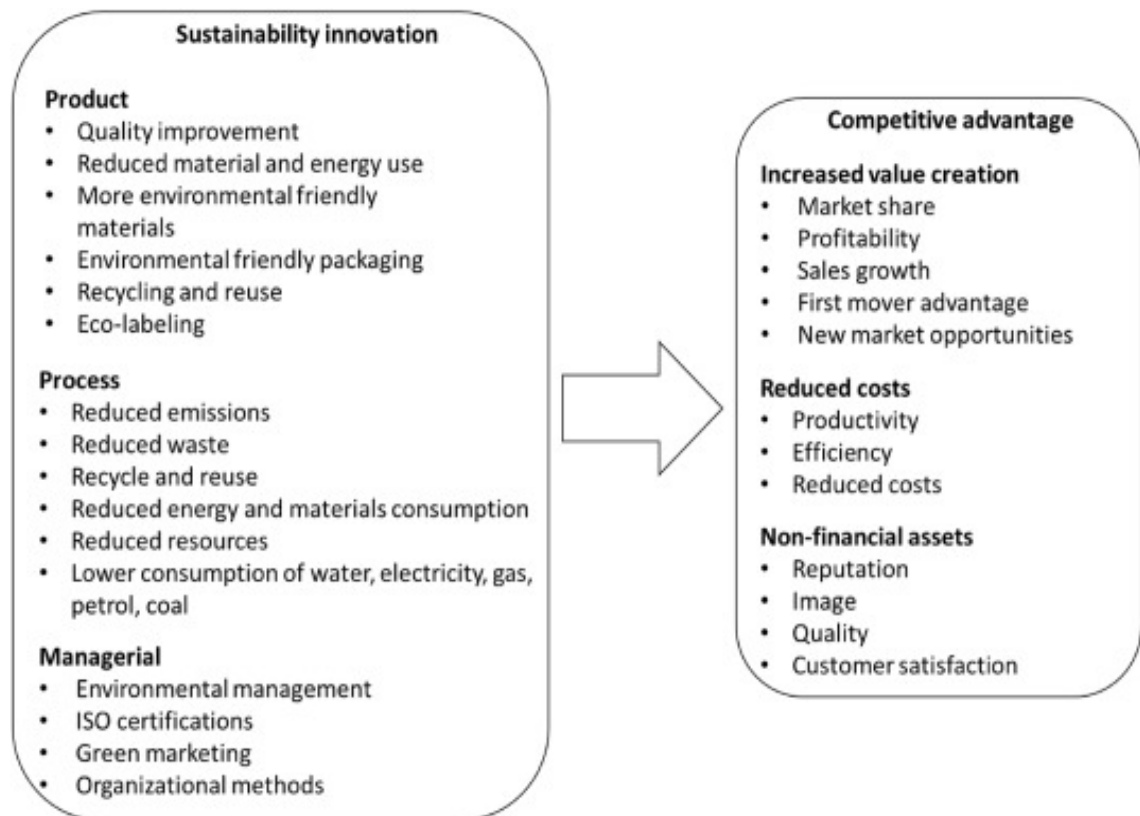 Sustainability innovation
Product
• Quality improvement
• Reduced material and energy use
• More environmental friendly
materials
• Environmental friendly packaging
• Recycling and reuse
• Eco-labeling
Process
• Reduced emissions
• Reduced waste
• Recycle and reuse
• Reduced energy and materials consumption
• Reduced resources
• Lower consumption of water, electricity, gas,
petrol, coal
Managerial
• Environmental management
• ISO certifications
• Green marketing
• Organizational methods
Competitive advantage
Increased value creation
• Market share
• Profitability
• Sales growth
• First mover advantage
• New market opportunities
Reduced costs
• Productivity
• Efficiency
• Reduced costs
Non-financial assets
• Reputation
• Image
• Quality
• Customer satisfaction